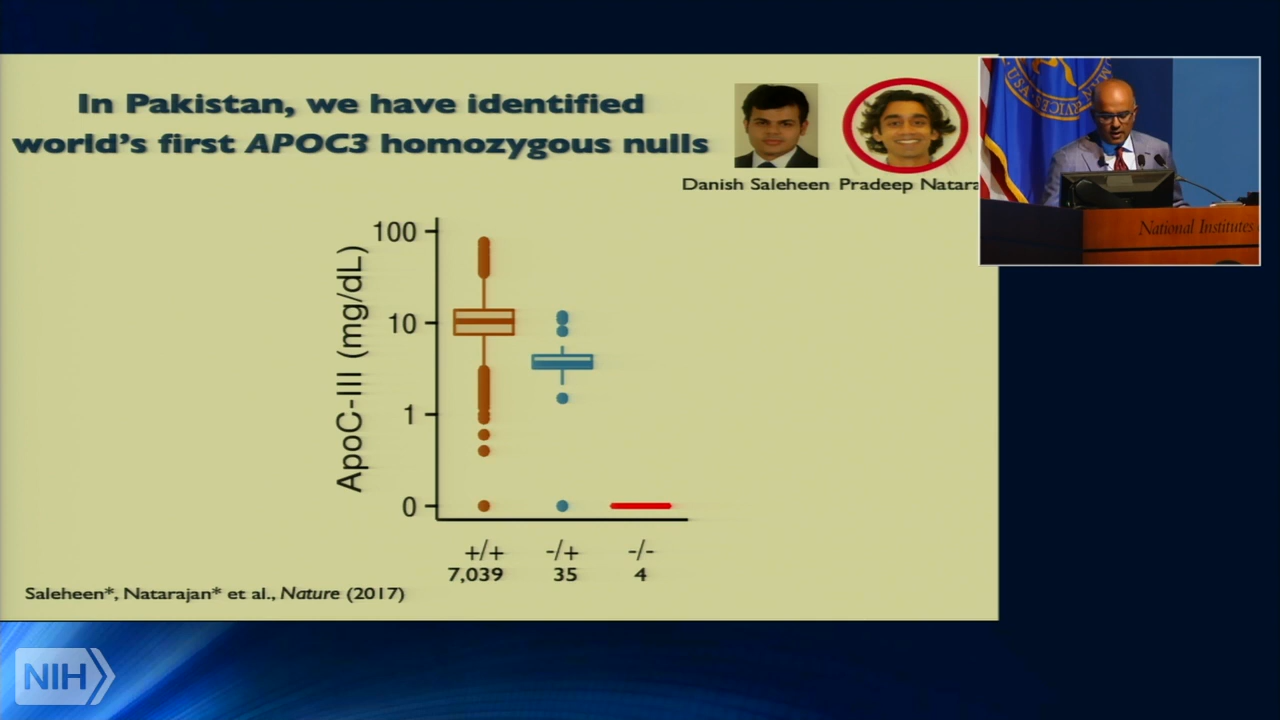 In Pakistan, we have identified
world's first APOC3 homozygous nulls
Danish Saleheen Pradeep Natara
ApoC-III (mg/dL)
100
10
1
0
+/+ -/+ -/-
7,039 35 4
Saleheen*, Natarajan* et al., Nature (2017)
National Institutes
NIH